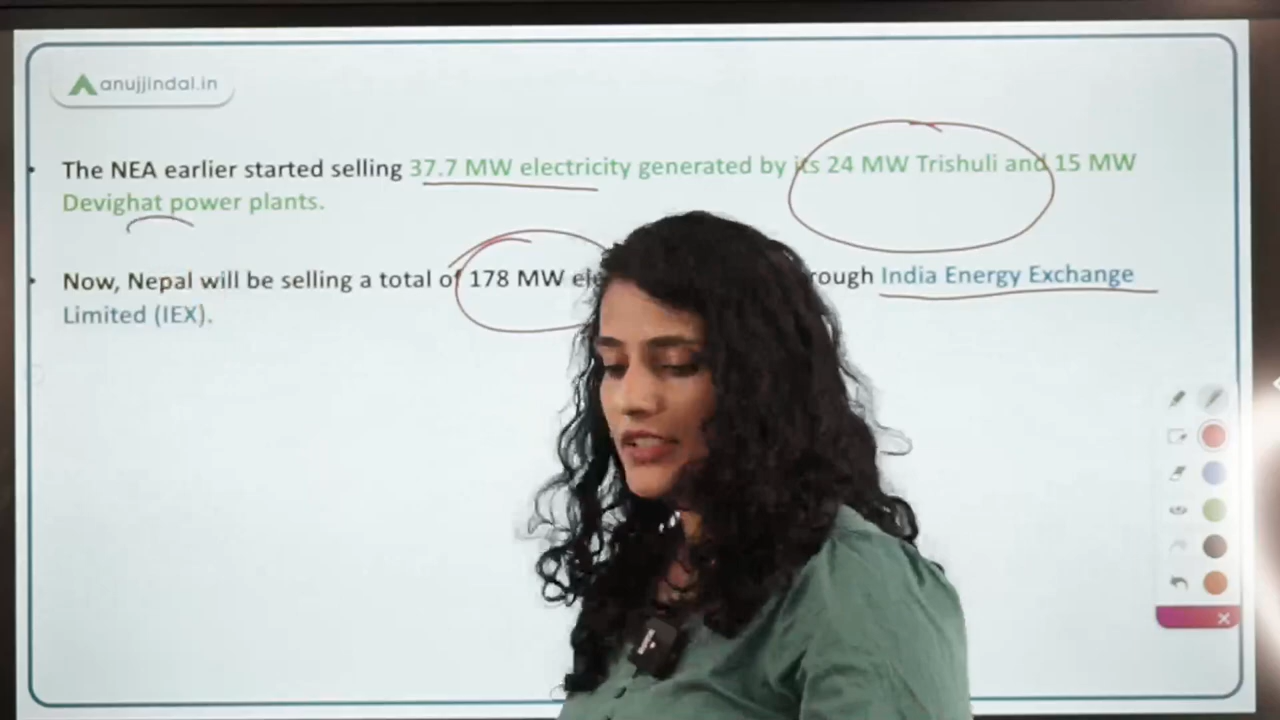 anujjindal.in
The NEA earlier started selling 37.7 MW electricity generated by its 24 MW Trishuli and 15 MW
Devighat power plants.
Now, Nepal will be selling a total of 178 MW through India Energy Exchange
Limited (IEX).